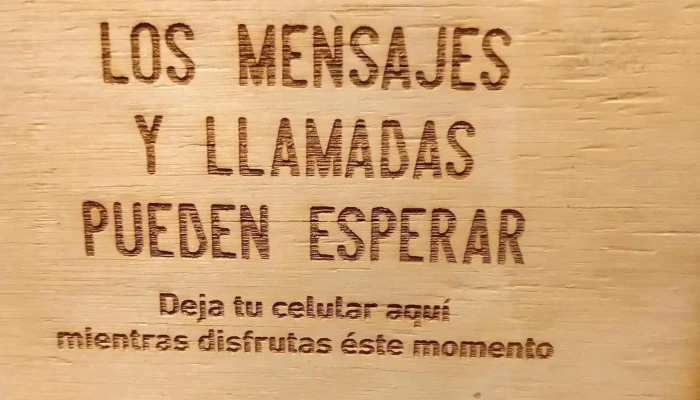 LOS MENSAJES
Y LLAMADAS
PUEDEN ESPERAR
Deja tu celular aquí
mientras disfrutas éste momento